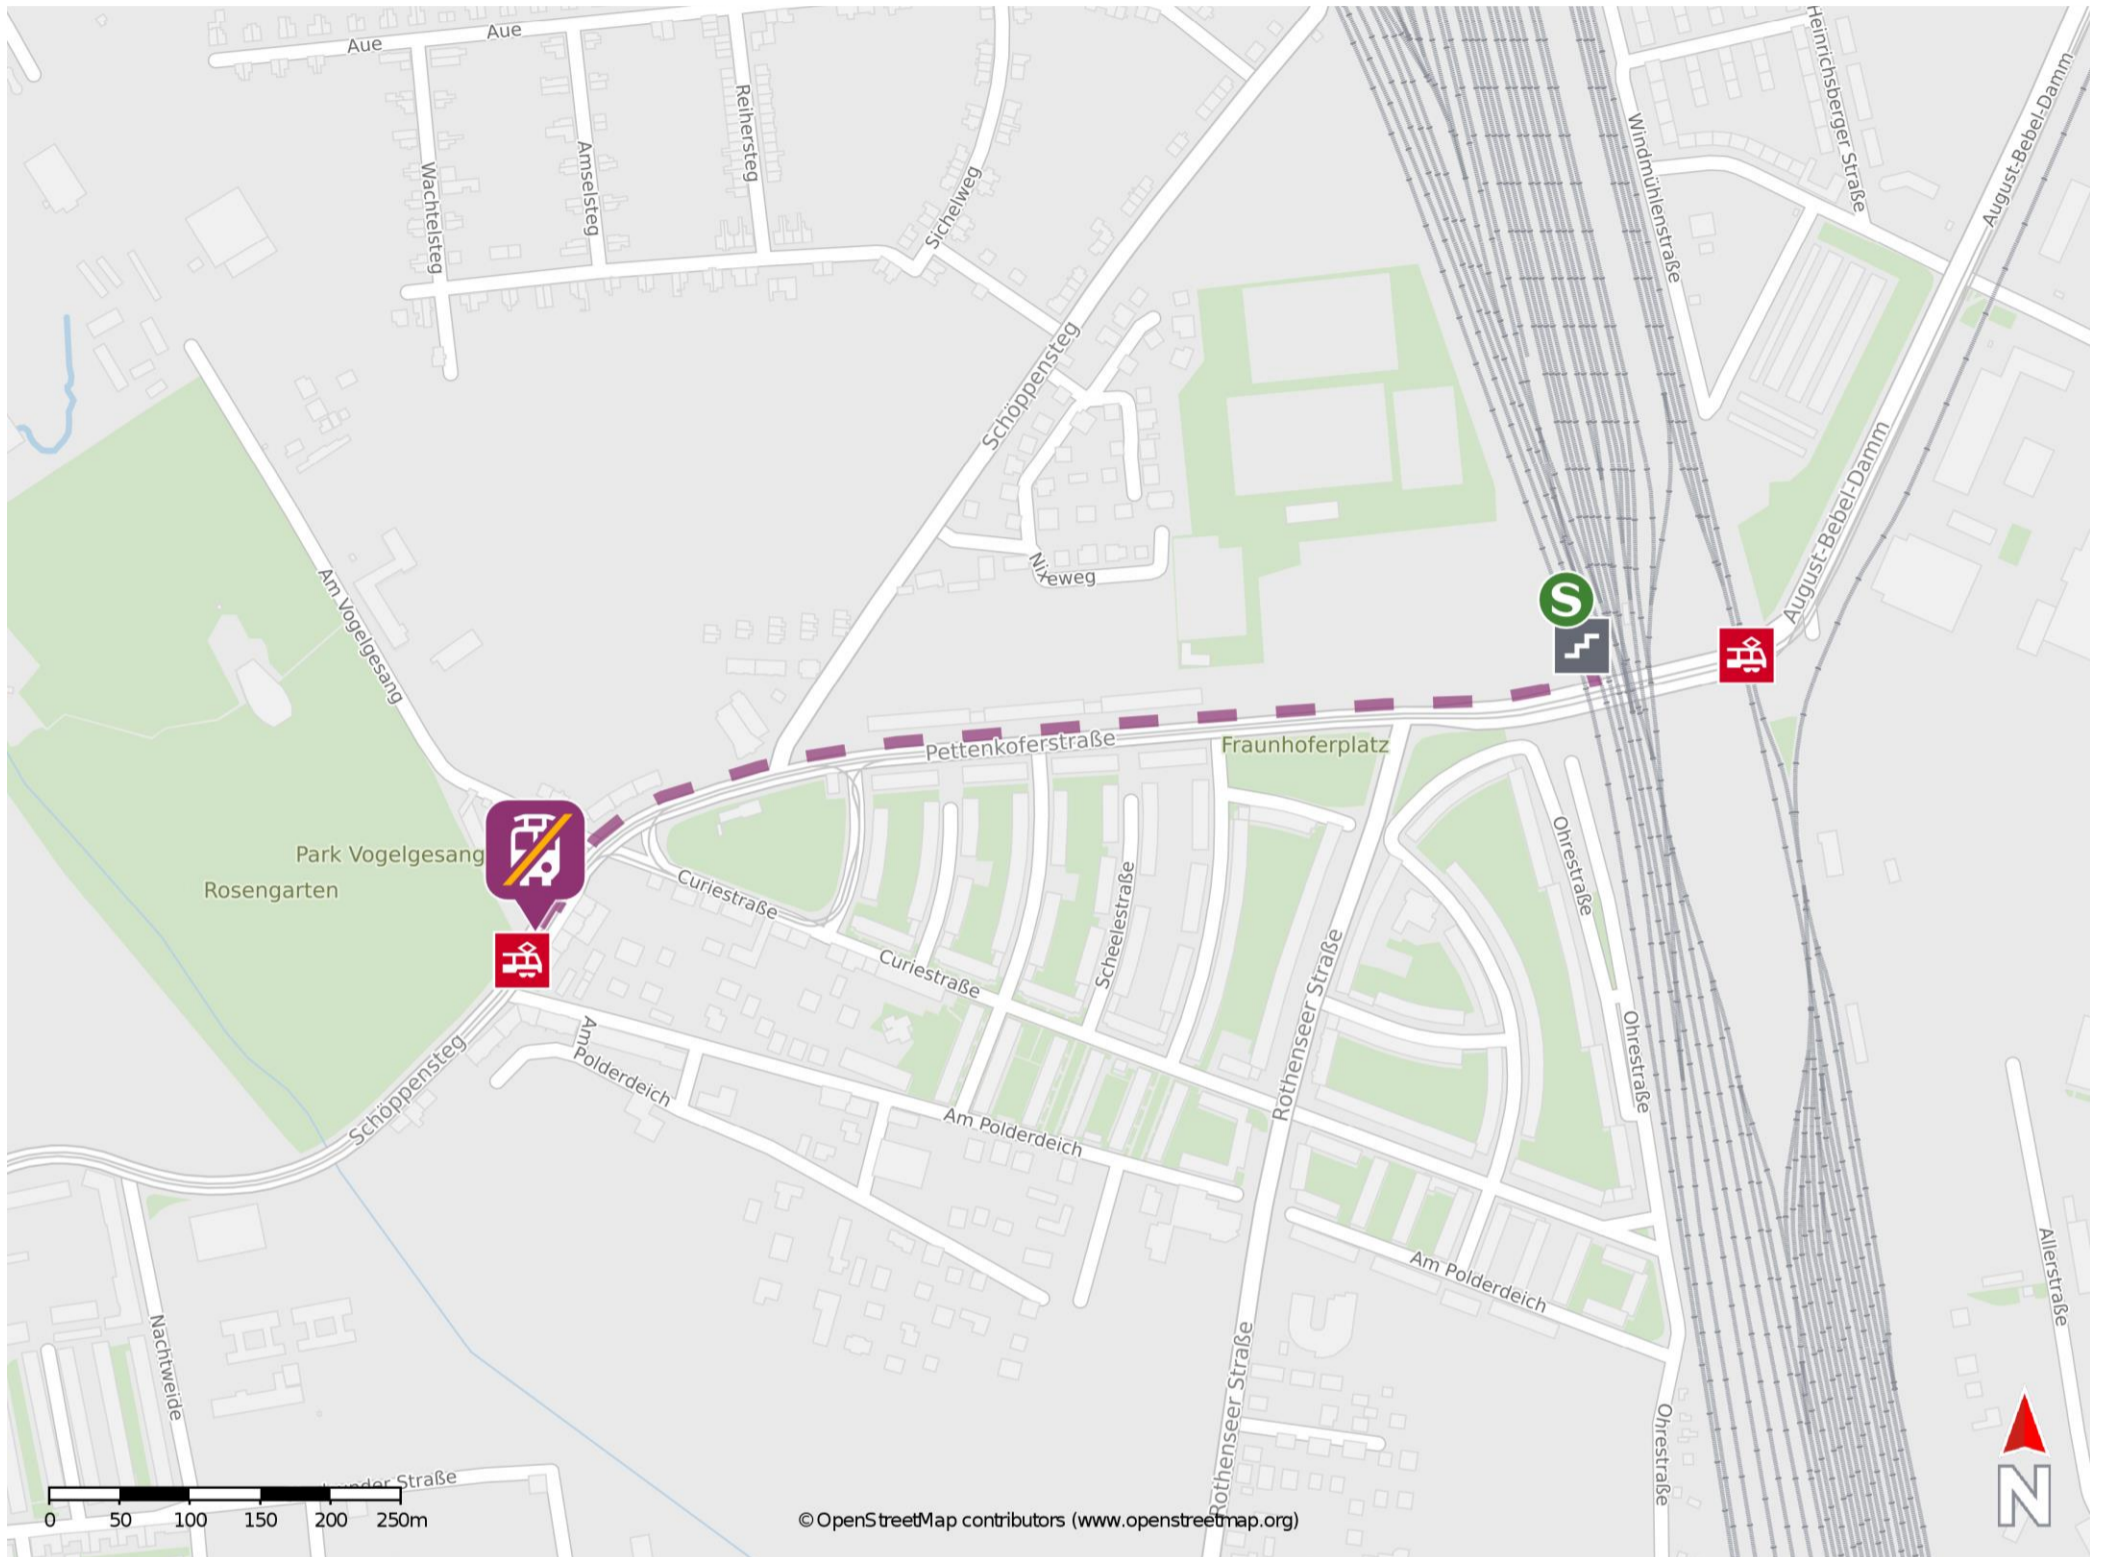 Aue
Aue
Heinrichsberger Straße
August-Bebel-Damm
Reihersteg
Windmühlenstraße
Amselsteg
Wachtelsteg
Sichelweg
Schöppensteg
August-Bebel-Damm
Nixeweg
Am Vogelgesang
S
Pettenkoferstraße
Fraunhoferplatz
Park Vogelgesang
Rosengarten
Curiestraße
Scheelestraße
Ohrestraße
Curiestraße
Rothenseer Straße
Ohrestraße
Schöppensteg
Am Polderdeich
Am Polderdeich
Am Polderdeich
Allerstraße
Nachtweide
Rothenseer Straße
Ohrestraße
Straße
N
0 50 100 150 200 250m
© OpenStreetMap contributors (www.openstreetmap.org)